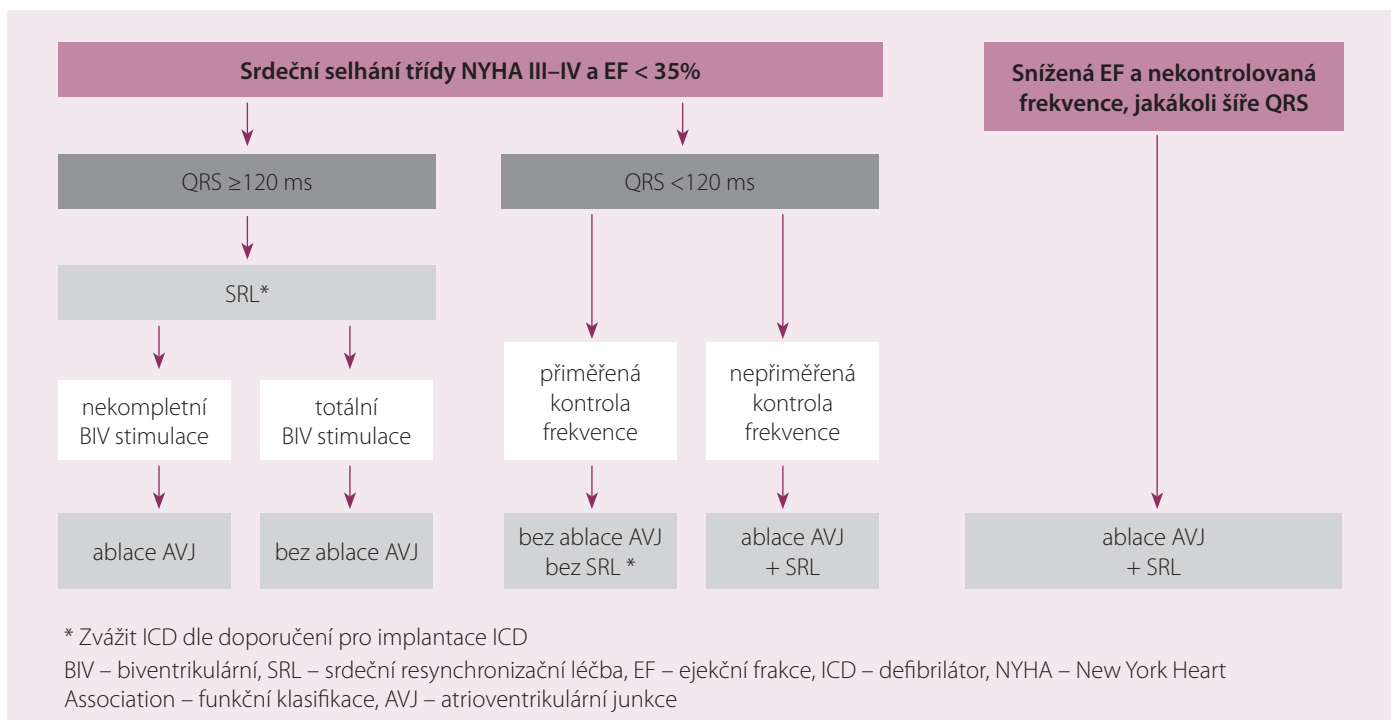 Srdeční selhání třídy NYHA III–IV a EF < 35%
Snížená EF a nekontrolovaná
frekvence, jakákoli šíře QRS
QRS ≥120 ms
QRS <120 ms
SRL*
nekompletní
BIV stimulace
totální
BIV stimulace
přiměřená
kontrola
frekvence
nepřiměřená
kontrola
frekvence
ablace AVJ
bez ablace AVJ
bez ablace AVJ
bez SRL *
ablace AVJ
+ SRL
ablace AVJ
+ SRL
* Zvážit ICD dle doporučení pro implantace ICD
BIV – biventrikulární, SRL – srdeční resynchronizační léčba, EF – ejekční frakce, ICD – defibrilátor, NYHA – New York Heart
Association – funkční klasifikace, AVJ – atrioventrikulární junkce